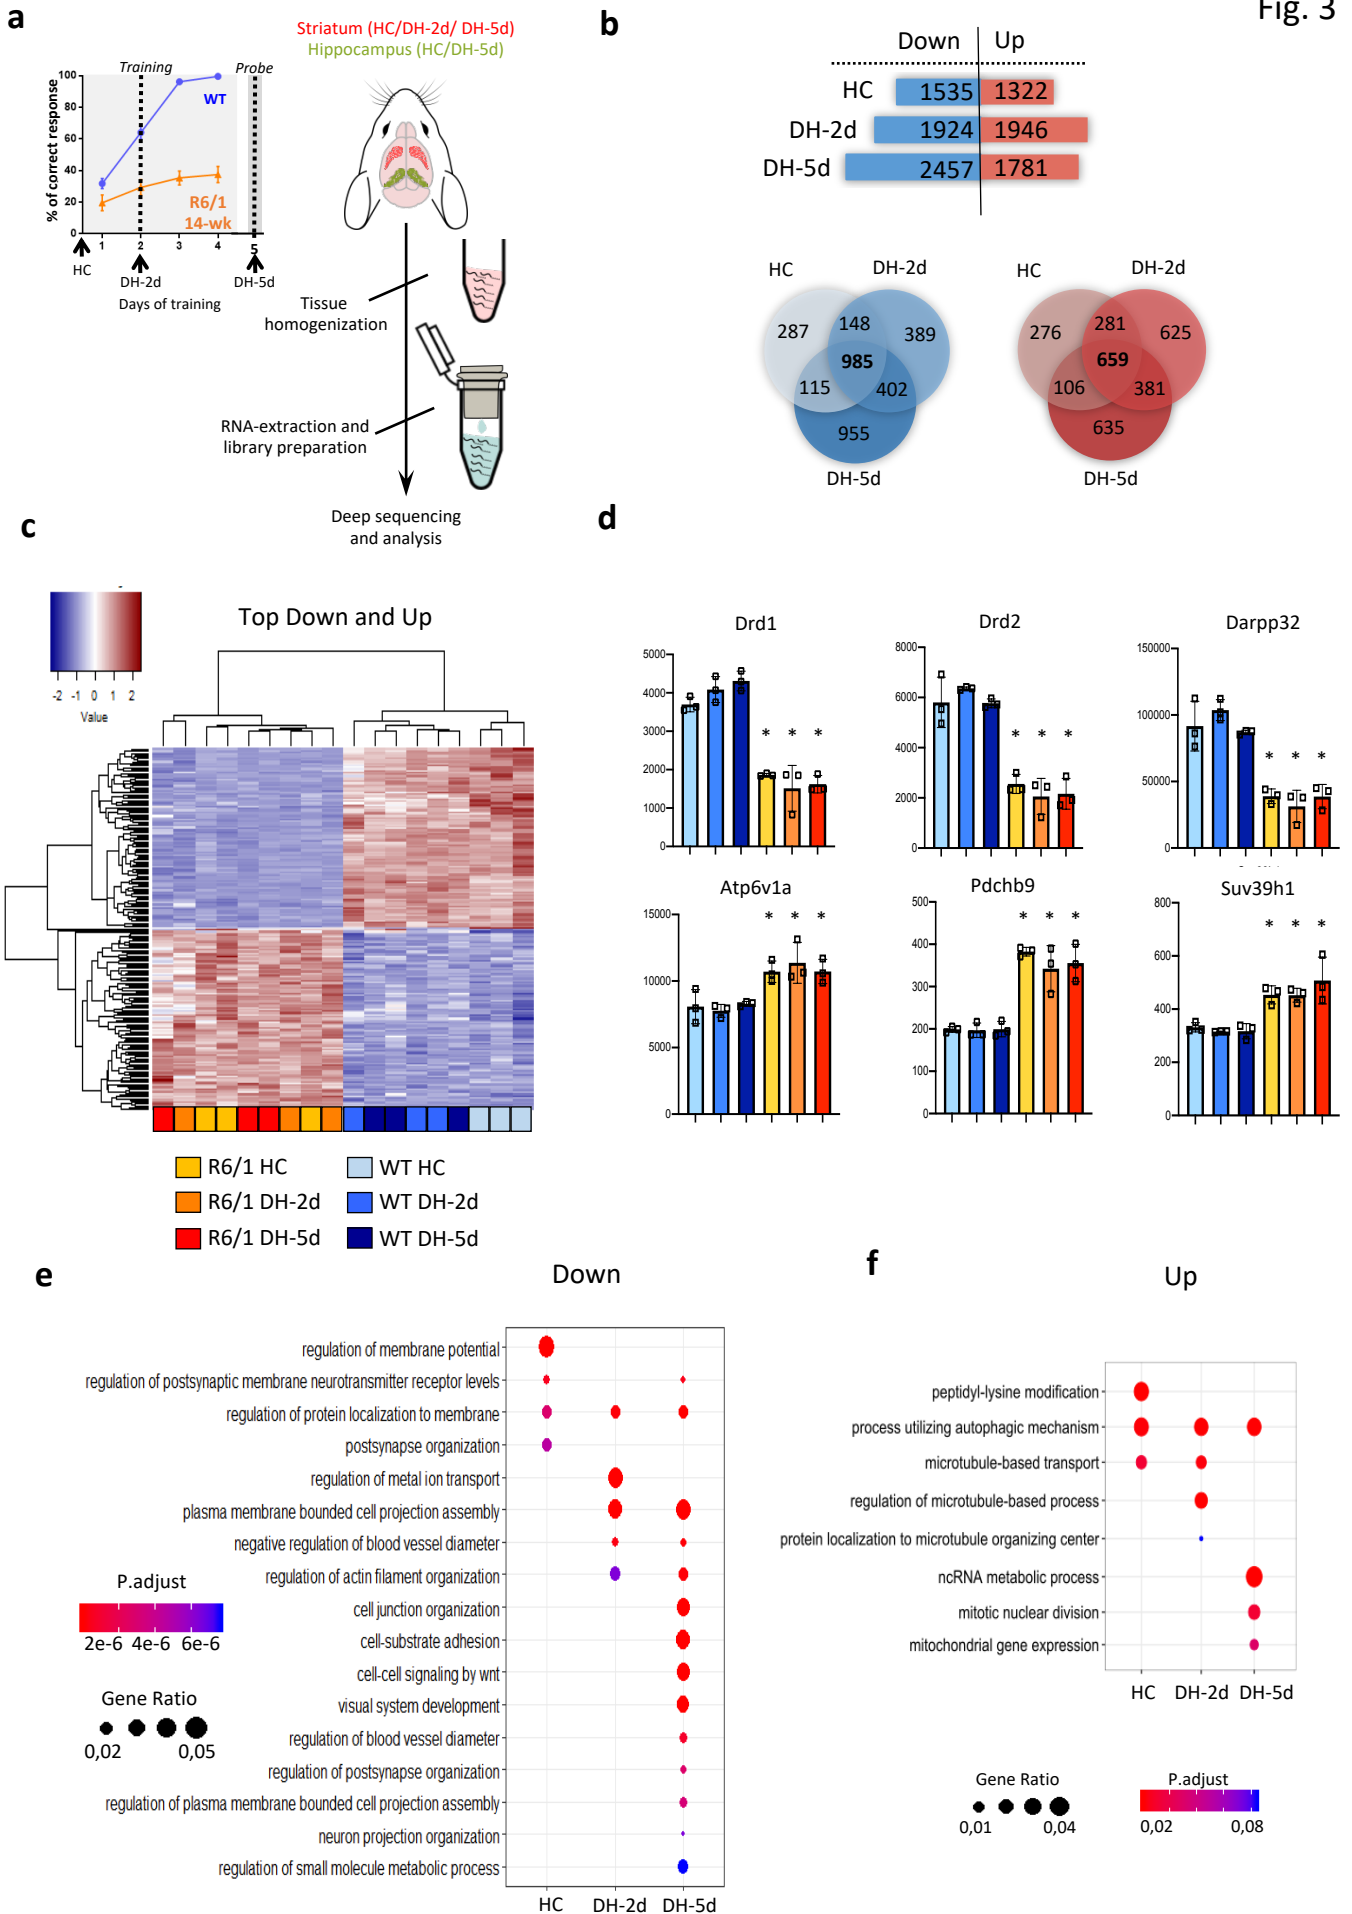 Fig. 3
a
Striatum (HC/DH-2d/ DH-5d)
Hippocampus (HC/DH-5d)
Training
Probe
% of correct response
100
80
60
40
20
0
WT
R6/1
14-wk
1
2
3
4
5
HC
DH-2d
DH-5d
Days of training
Tissue
homogenization
RNA-extraction and
library preparation
Deep sequencing
and analysis
b
Down
Up
HC
1535
1322
DH-2d
1924
1946
DH-5d
2457
1781
HC
DH-2d
287
148
389
985
115
402
955
DH-5d
HC
DH-2d
276
281
625
659
106
381
635
DH-5d
c
-2 -1 0 1 2
Value
Top Down and Up
R6/1 HC
WT HC
R6/1 DH-2d
WT DH-2d
R6/1 DH-5d
WT DH-5d
d
Drd1
5000
4000
3000
2000
1000
0
* * *
Drd2
8000
6000
4000
2000
0
* * *
Darpp32
150000
100000
50000
0
* * *
Atp6v1a
15000
10000
5000
0
* * *
Pdchb9
500
400
300
200
100
0
* * *
Suv39h1
800
600
400
200
0
* * *
e
Down
regulation of membrane potential
regulation of postsynaptic membrane neurotransmitter receptor levels
regulation of protein localization to membrane
postsynapse organization
regulation of metal ion transport
plasma membrane bounded cell projection assembly
negative regulation of blood vessel diameter
regulation of actin filament organization
cell junction organization
cell-substrate adhesion
cell-cell signaling by wnt
visual system development
regulation of blood vessel diameter
regulation of postsynapse organization
regulation of plasma membrane bounded cell projection assembly
neuron projection organization
regulation of small molecule metabolic process
HC
DH-2d
DH-5d
P.adjust
2e-6 4e-6 6e-6
Gene Ratio
0,02
0,05
f
Up
peptidyl-lysine modification
process utilizing autophagic mechanism
microtubule-based transport
regulation of microtubule-based process
protein localization to microtubule organizing center
ncRNA metabolic process
mitotic nuclear division
mitochondrial gene expression
HC
DH-2d
DH-5d
Gene Ratio
0,01
0,04
P.adjust
0,02
0,08